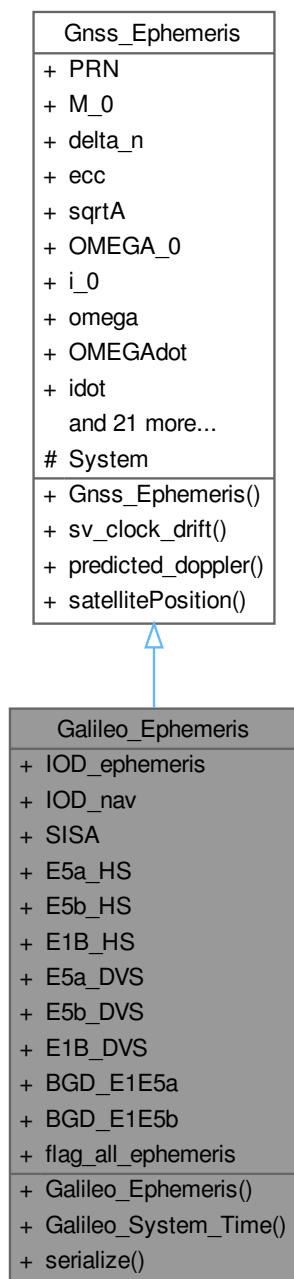 Gnss_Ephemeris
+ PRN
+ M_0
+ delta_n
+ ecc
+ sqrtA
+ OMEGA_0
+ i_0
+ omega
+ OMEGAdot
+ idot
and 21 more...
# System
+ Gnss_Ephemeris()
+ sv_clock_drift()
+ predicted_doppler()
+ satellitePosition()
Galileo_Ephemeris
+ IOD_ephemeris
+ IOD_nav
+ SISA
+ E5a_HS
+ E5b_HS
+ E1B_HS
+ E5a_DVS
+ E5b_DVS
+ E1B_DVS
+ BGD_E1E5a
+ BGD_E1E5b
+ flag_all_ephemeris
+ Galileo_Ephemeris()
+ Galileo_System_Time()
+ serialize()